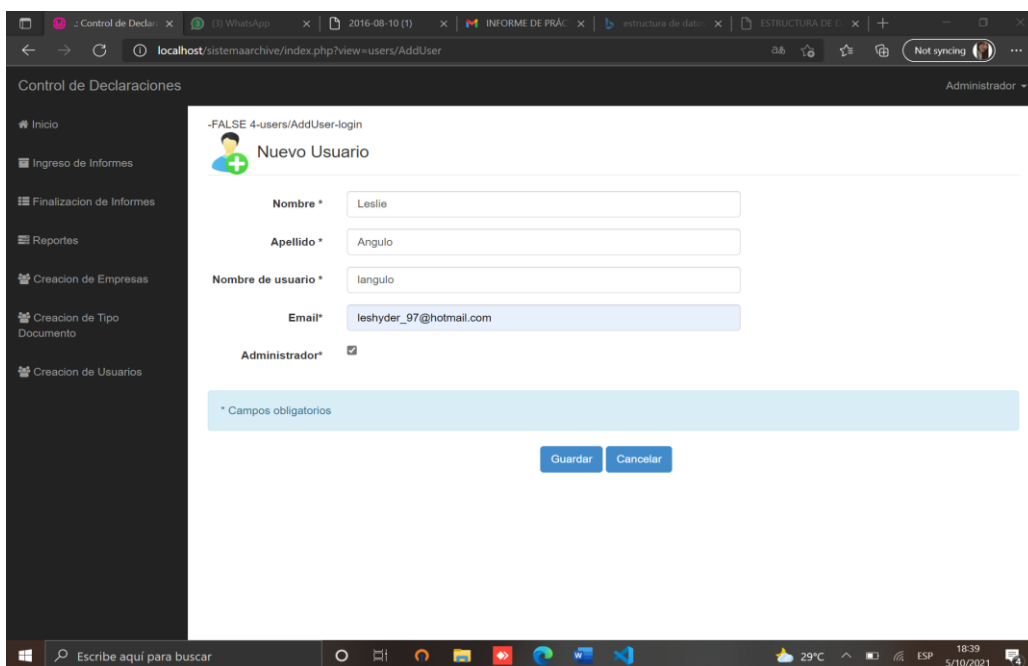 .: Control de Declar
(3) WhatsApp
2016-08-10 (1)
INFORME DE PRÁC
estructura de datos
ESTRUCTURA DE D
localhost/sistemaarchive/index.php?view=users/AddUser
Not syncing
Control de Declaraciones
Administrador
Inicio
Ingreso de Informes
Finalizacion de Informes
Reportes
Creacion de Empresas
Creacion de Tipo
Documento
Creacion de Usuarios
-FALSE 4-users/AddUser-login
Nuevo Usuario
Nombre *
Leslie
Apellido *
Angulo
Nombre de usuario *
langulo
Email*
leshyder_97@hotmail.com
Administrador*
* Campos obligatorios
Guardar
Cancelar
Escribe aquí para buscar
29°C
ESP
18:39
5/10/2021